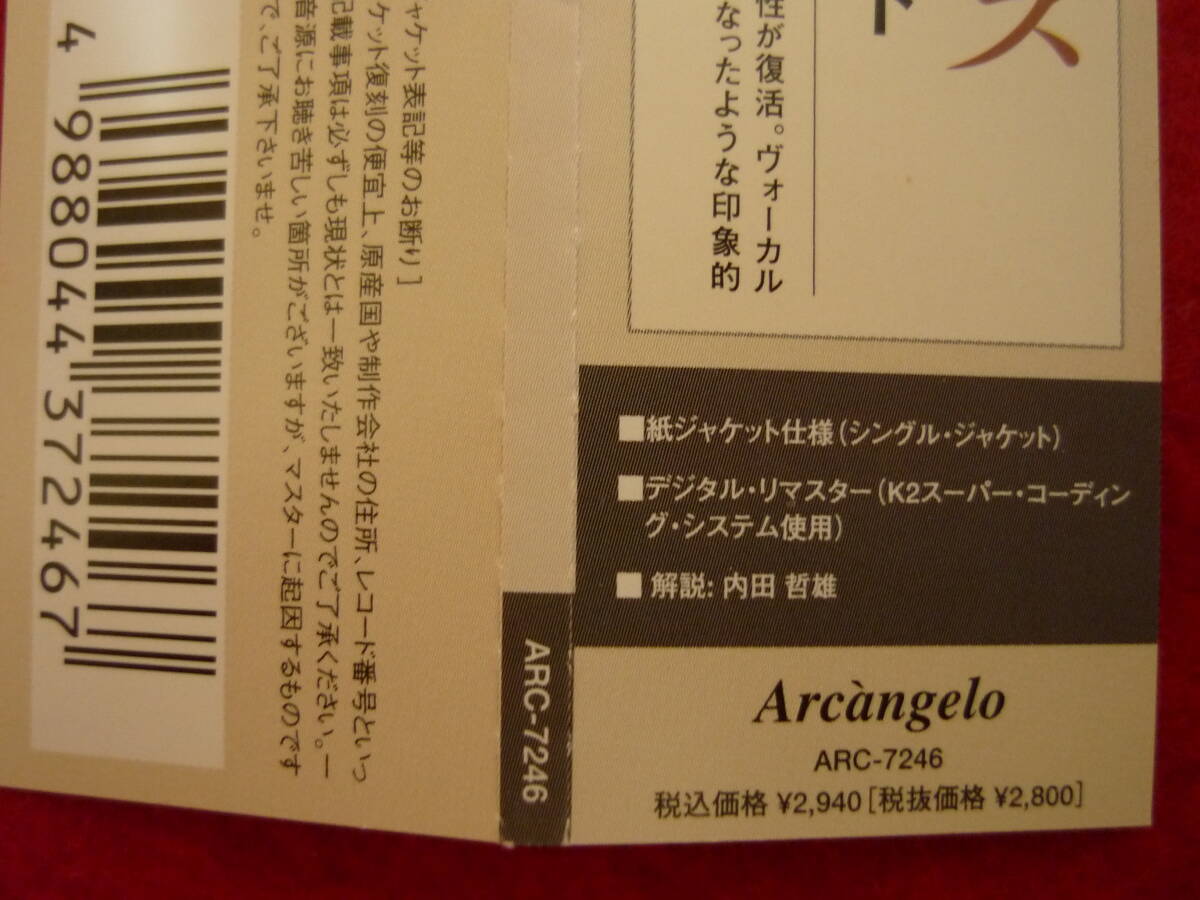 ス
ト
性が復活。ヴォーカル
なったような印象的
■紙ジャケット仕様(シングル・ジャケット)
■デジタル・リマスター(K2スーパー・コーディン
グ・システム使用)
■ 解説: 内田 哲雄
Arcàngelo
ARC-7246
税込価格 ¥2,940[税抜価格 ¥2,800]
ARC-7246
ャケット表記等のお断り]
ケット復刻の便宜上、原産国や制作会社の住所、レコード番号といっ
記載事項は必ずしも現状とは一致いたしませんのでご了承ください。一
音源にお聴き苦しい箇所がございますが、マスターに起因するものです
で、ご了承下さいませ。
4 988044 372467